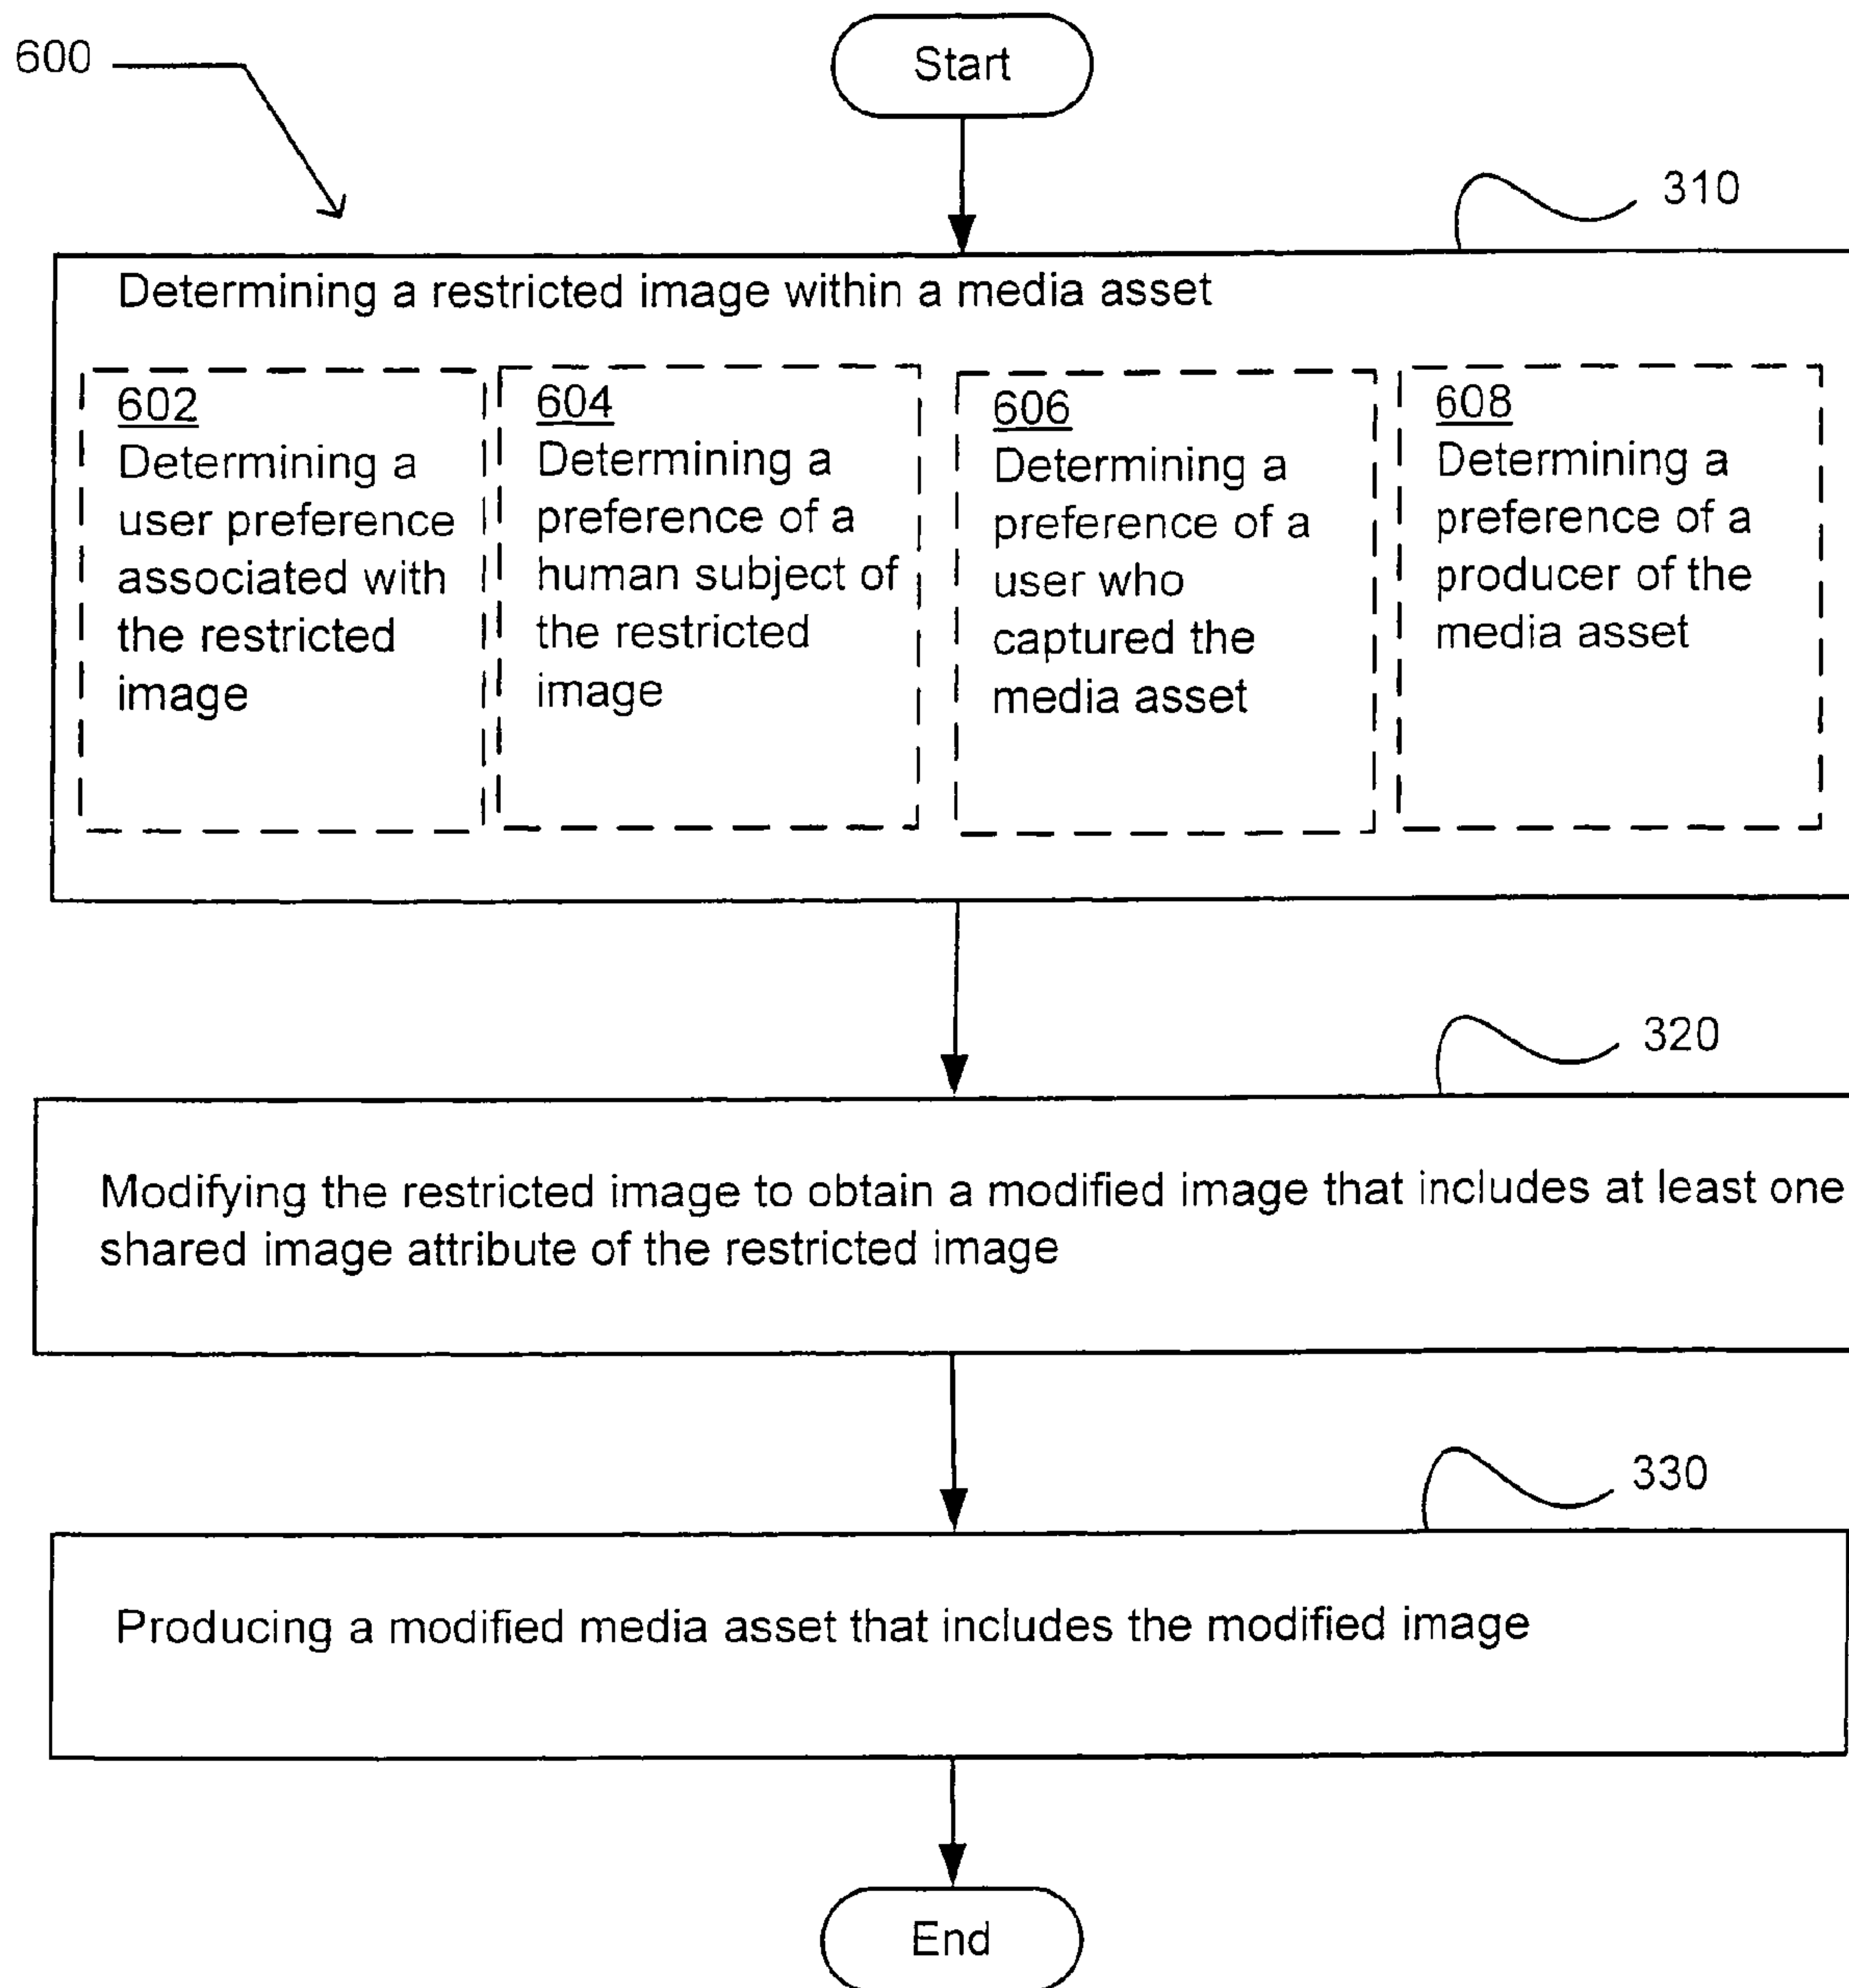 600
Start
310
Determining a restricted image within a media asset
602
Determining a
user preference
associated with
the restricted
image
604
Determining a
preference of a
human subject of
the restricted
image
606
Determining a
preference of a
user who
captured the
media asset
608
Determining a
preference of a
producer of the
media asset
320
Modifying the restricted image to obtain a modified image that includes at least one
shared image attribute of the restricted image
330
Producing a modified media asset that includes the modified image
End